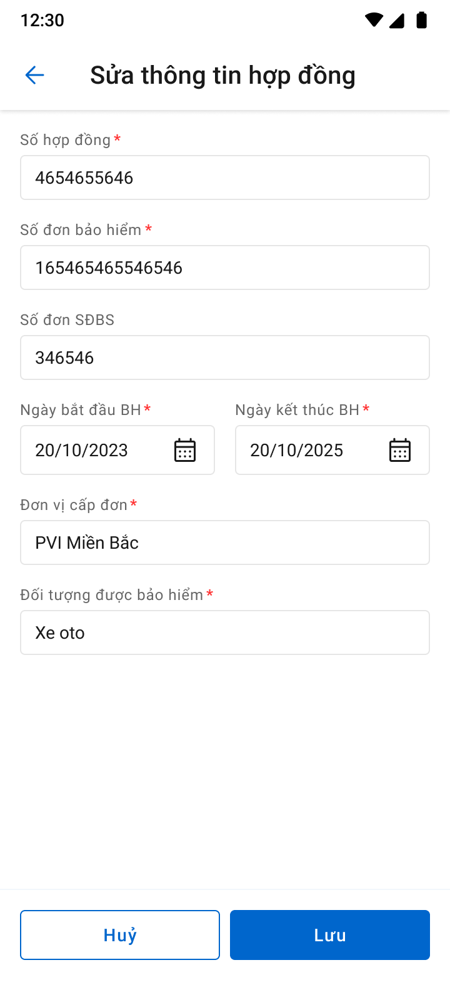 12:30
Sửa thông tin hợp đồng
Số hợp đồng *
4654655646
Số đơn bảo hiểm *
165465465546546
Số đơn SĐBS
346546
Ngày bắt đầu BH * Ngày kết thúc BH *
20/10/2023 20/10/2025
Đơn vị cấp đơn *
PVI Miền Bắc
Đối tượng được bảo hiểm *
Xe oto
Huỷ Lưu